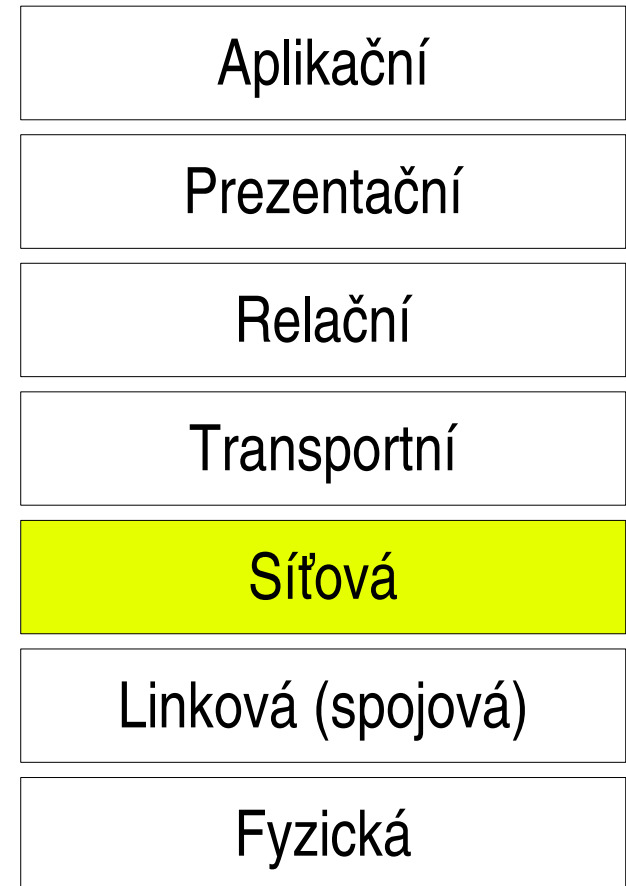 Aplikační
Prezentační
Relační
Transportní
Síťová
Linková (spojová)
Fyzická